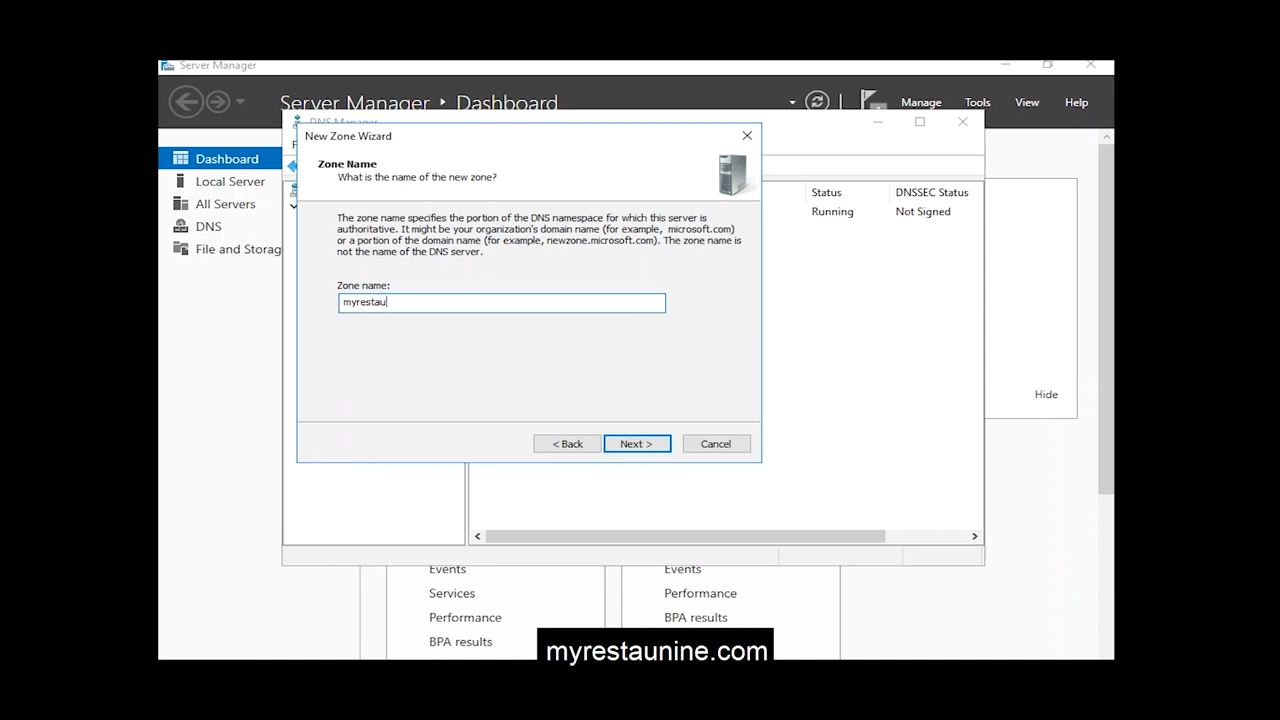 Server Manager
Server Manager ‣ Dashboard
Manage Tools View Help
DNS Manager
New Zone Wizard
Zone Name
What is the name of the new zone?
Dashboard
Local Server
All Servers
DNS
File and Storag
Status DNSSEC Status
Running Not Signed
The zone name specifies the portion of the DNS namespace for which this server is
authoritative. It might be your organization's domain name (for example, microsoft.com)
or a portion of the domain name (for example, newzone.microsoft.com). The zone name is
not the name of the DNS server.
Zone name:
myrestau
Hide
< Back Next > Cancel
Events Events
Services Performance
Performance BPA results
BPA results
myrestaunine.com